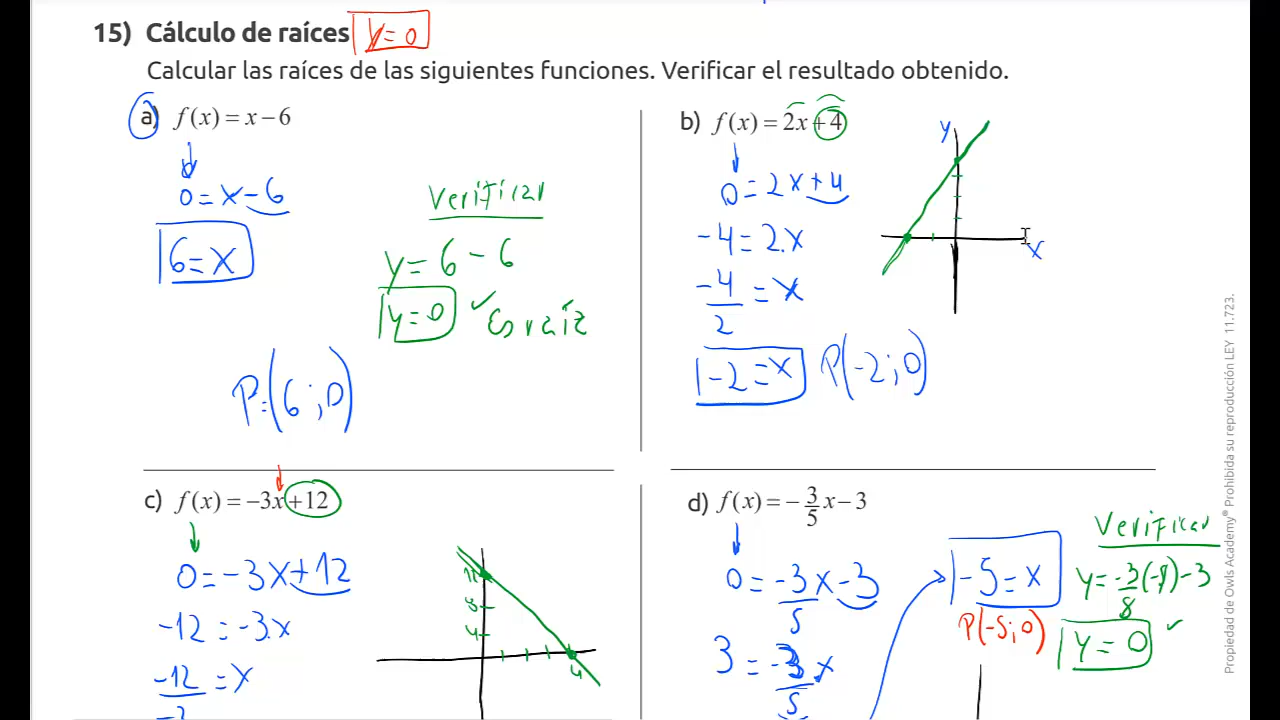 15) Cálculo de raíces y=0
Calcular las raíces de las siguientes funciones. Verificar el resultado obtenido.
a) f(x) = x − 6
0 = x − 6
6 = x
Verificar
y = 6 − 6
y = 0 ✓ Es raíz
P=(6;0)
b) f(x) = 2x + 4
0 = 2x + 4
-4 = 2.x
-4/2 = x
-2 = x P(-2;0)
y
x
c) f(x) = −3x + 12
0 = -3x + 12
-12 = -3x
-12/-3 = x
12
8
4
4
d) f(x) = − 3/5 x − 3
0 = -3/5 x - 3
3 = -3/5 x
-5 = x
P(-5;0)
Verificar
y = -3/8 (-8) - 3
y = 0 ✓
Propiedad de Owls Academy® Prohibida su reproducción LEY 11.723.